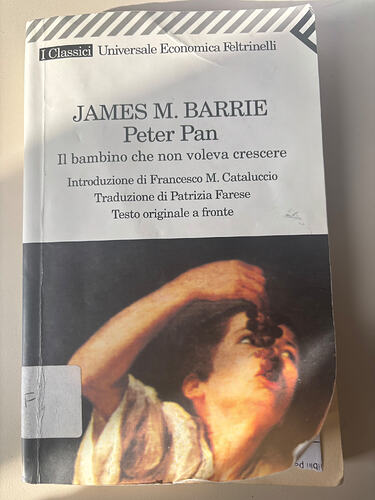 I Classici Universale Economica Feltrinelli
JAMES M. BARRIE
Peter Pan
Il bambino che non voleva crescere
Introduzione di Francesco M. Cataluccio
Traduzione di Patrizia Farese
Testo originale a fronte